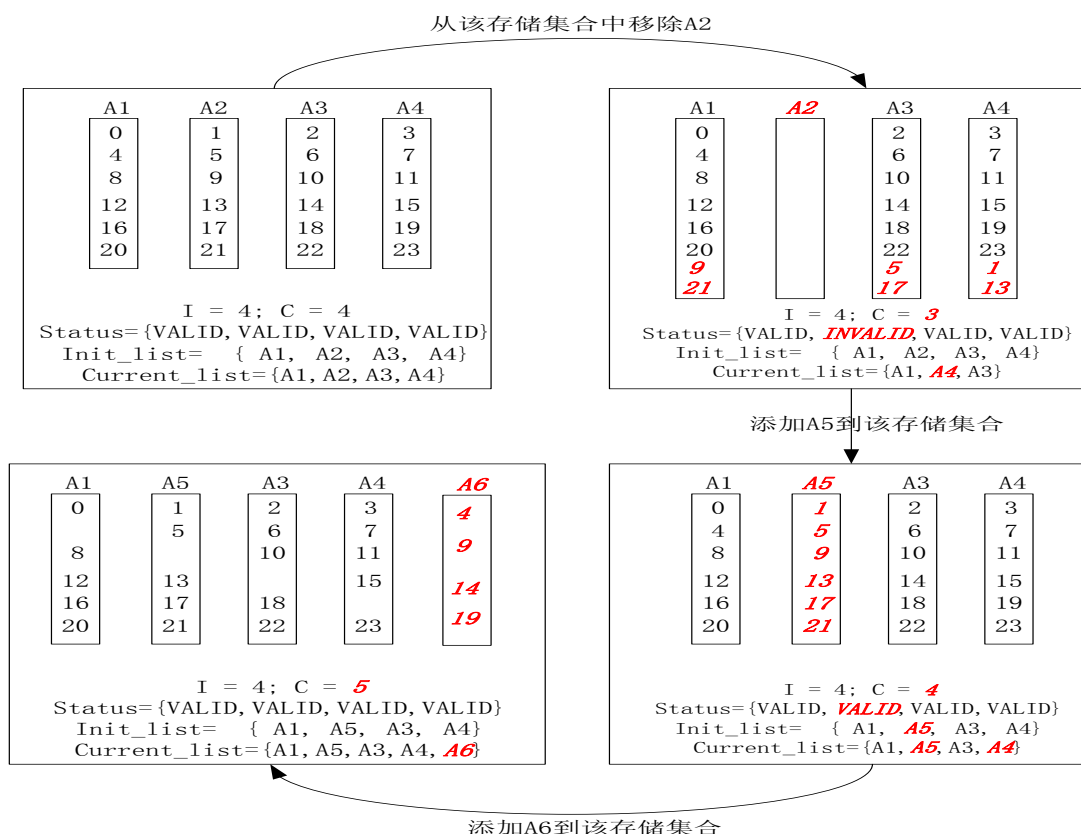 从该存储集合中移除A2
A1 A2 A3 A4
0 1 2 3
4 5 6 7
8 9 10 11
12 13 14 15
16 17 18 19
20 21 22 23
I = 4; C = 4
Status={VALID,VALID,VALID,VALID}
Init_list= { A1, A2, A3, A4}
Current_list={A1,A2,A3,A4}
A1 A2 A3 A4
0 2 3
4 6 7
8 10 11
12 14 15
16 18 19
20 22 23
9 5 1
21 17 13
I = 4; C = 3
Status={VALID,INVALID,VALID,VALID}
Init_list= { A1, A2, A3, A4}
Current_list={A1,A4,A3}
添加A5到该存储集合
A1 A5 A3 A4 A6
0 1 2 3 4
5 6 7
8 10 11 9
12 13 15 14
16 17 18 19
20 21 22 23
I = 4; C = 5
Status={VALID,VALID,VALID,VALID}
Init_list= { A1, A5, A3, A4}
Current_list={A1,A5,A3,A4,A6}
A1 A5 A3 A4
0 1 2 3
4 5 6 7
8 9 10 11
12 13 14 15
16 17 18 19
20 21 22 23
I = 4; C = 4
Status={VALID,VALID,VALID,VALID}
Init_list= { A1, A5, A3, A4}
Current_list={A1,A5,A3,A4}
添加A6到该存储集合